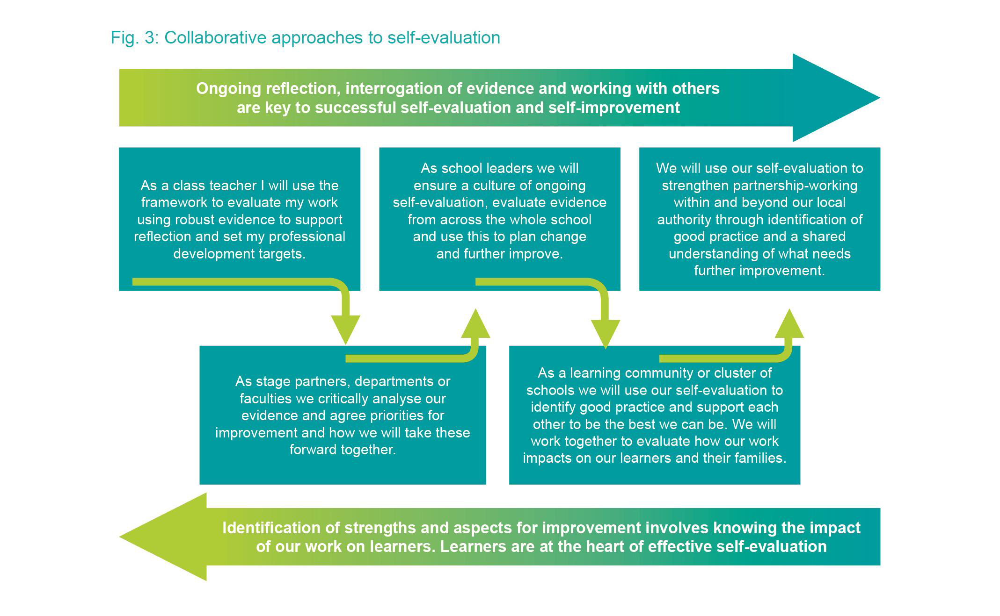 Fig. 3: Collaborative approaches to self-evaluation
Ongoing reflection, interrogation of evidence and working with others
are key to successful self-evaluation and self-improvement
As a class teacher I will use the
framework to evaluate my work
using robust evidence to support
reflection and set my professional
development targets.
As stage partners, departments or
faculties we critically analyse our
evidence and agree priorities for
improvement and how we will take these
forward together.
As school leaders we will
ensure a culture of ongoing
self-evaluation, evaluate evidence
from across the whole school
and use this to plan change
and further improve.
As a learning community or cluster of
schools we will use our self-evaluation to
identify good practice and support each
other to be the best we can be. We will
work together to evaluate how our work
impacts on our learners and their families.
We will use our self-evaluation to
strengthen partnership-working
within and beyond our local
authority through identification of
good practice and a shared
understanding of what needs
further improvement.
Identification of strengths and aspects for improvement involves knowing the impact
of our work on learners. Learners are at the heart of effective self-evaluation